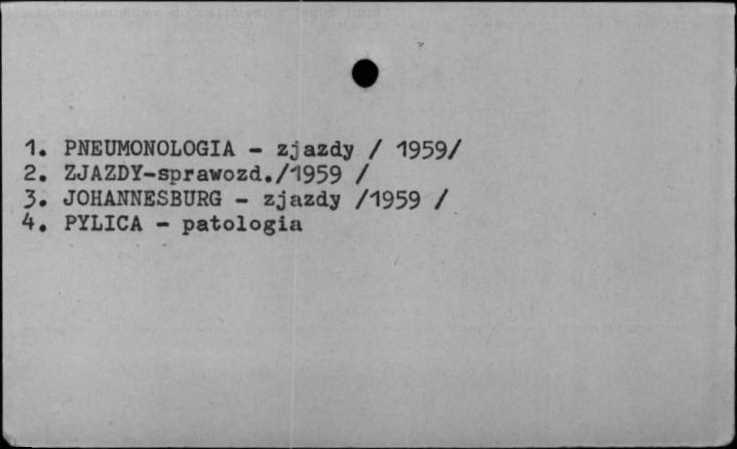 1. PNEUMONOLOGIA - zjazdy / 1959/
2. ZJAZDY-sprawozd./1959 /
3. JOHANNESBURG - zjazdy /1959 /
4. PYLICA - patologia